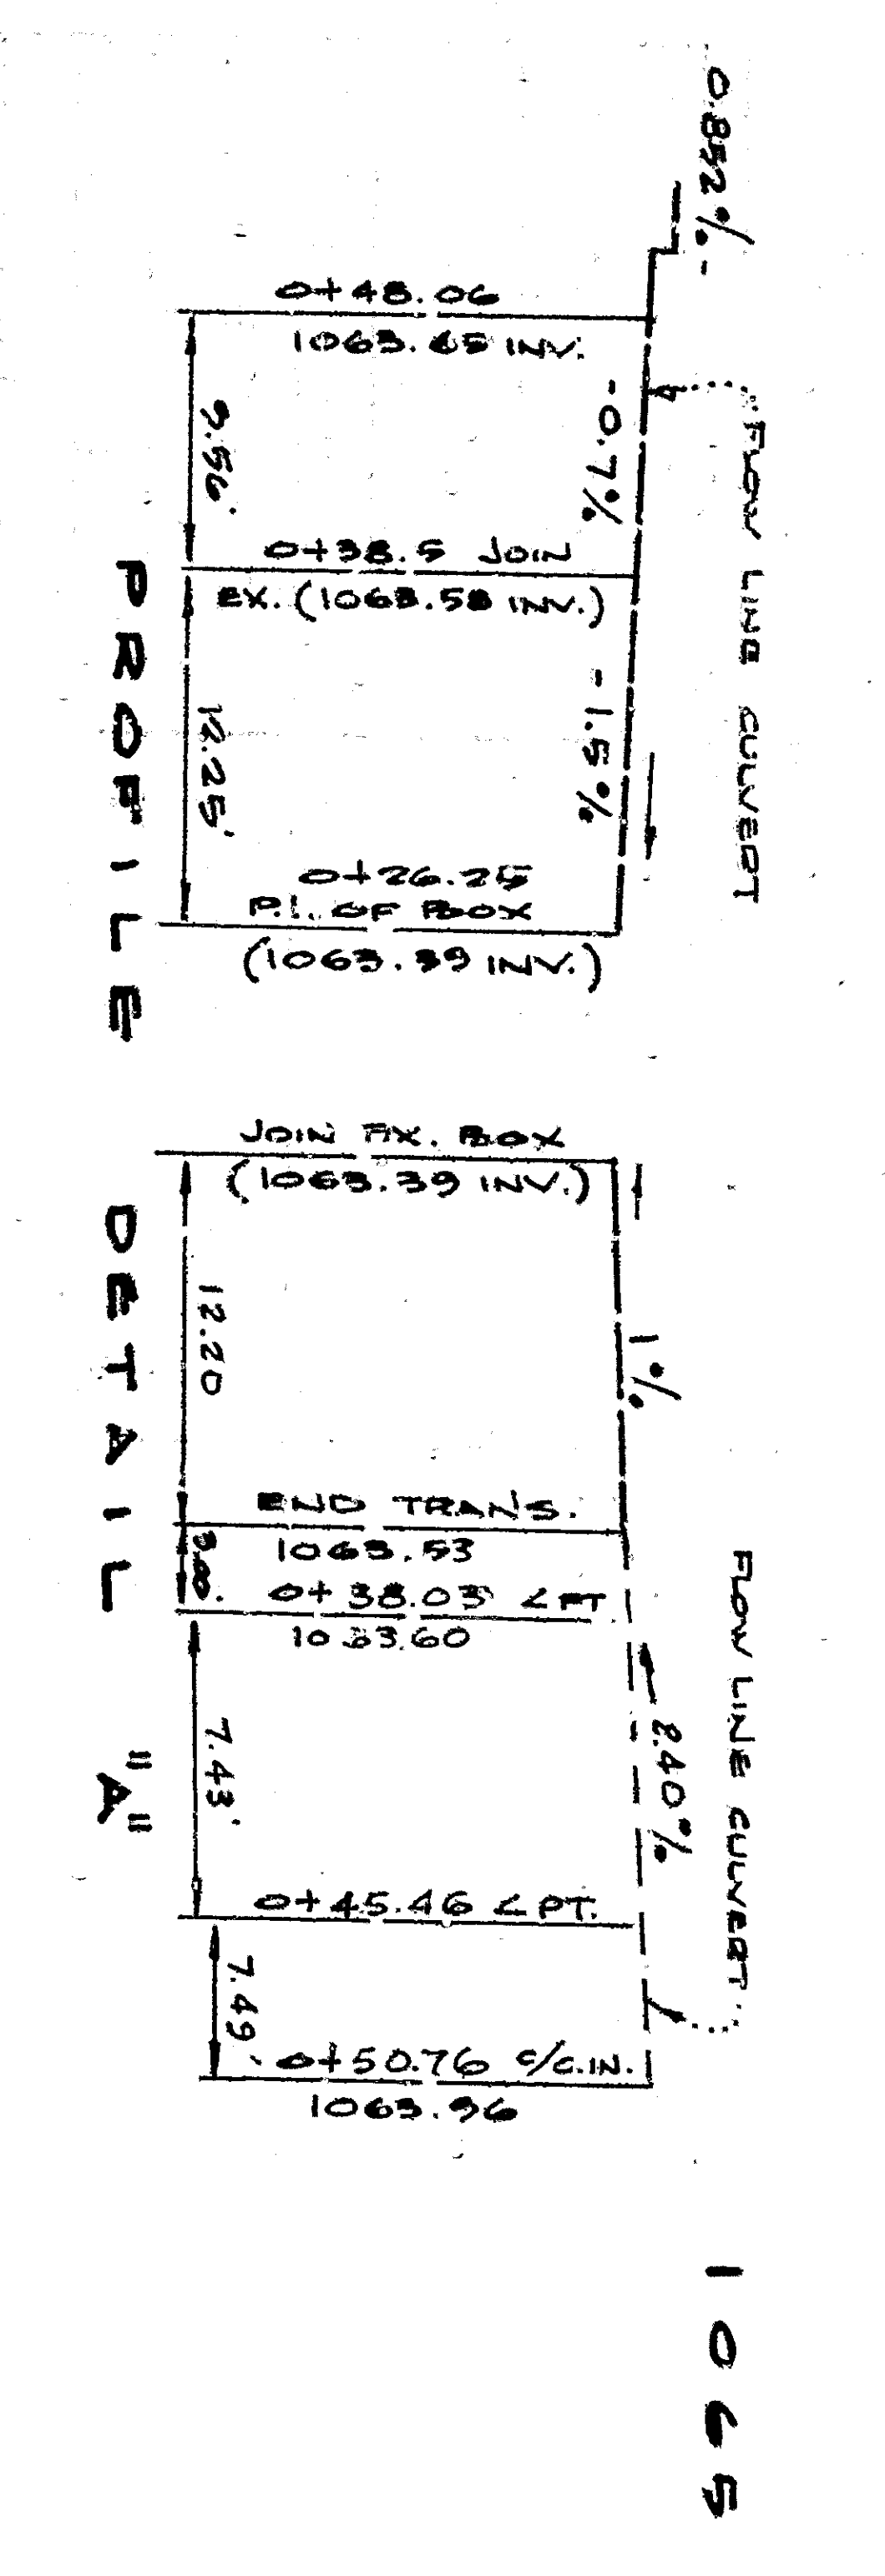 0.852%-
0+48.06
1063.65 INV.
9.56'
-0.7%
FLOW LINE CULVERT
0+38.5 JOIN
EX. (1063.58 INV.)
12.25'
-1.5%
0+26.25
P.I. OF BOX
(1063.39 INV.)
JOIN EX. BOX
(1063.39 INV.)
12.20
1%
END TRANS.
1063.53
3.00'
0+38.03 < PT
1063.60
7.43'
2.40%
FLOW LINE CULVERT
0+45.46 < PT.
7.49'
0+50.76 C/C.IN.
1063.96
PROFILE
DETAIL "A"
1065